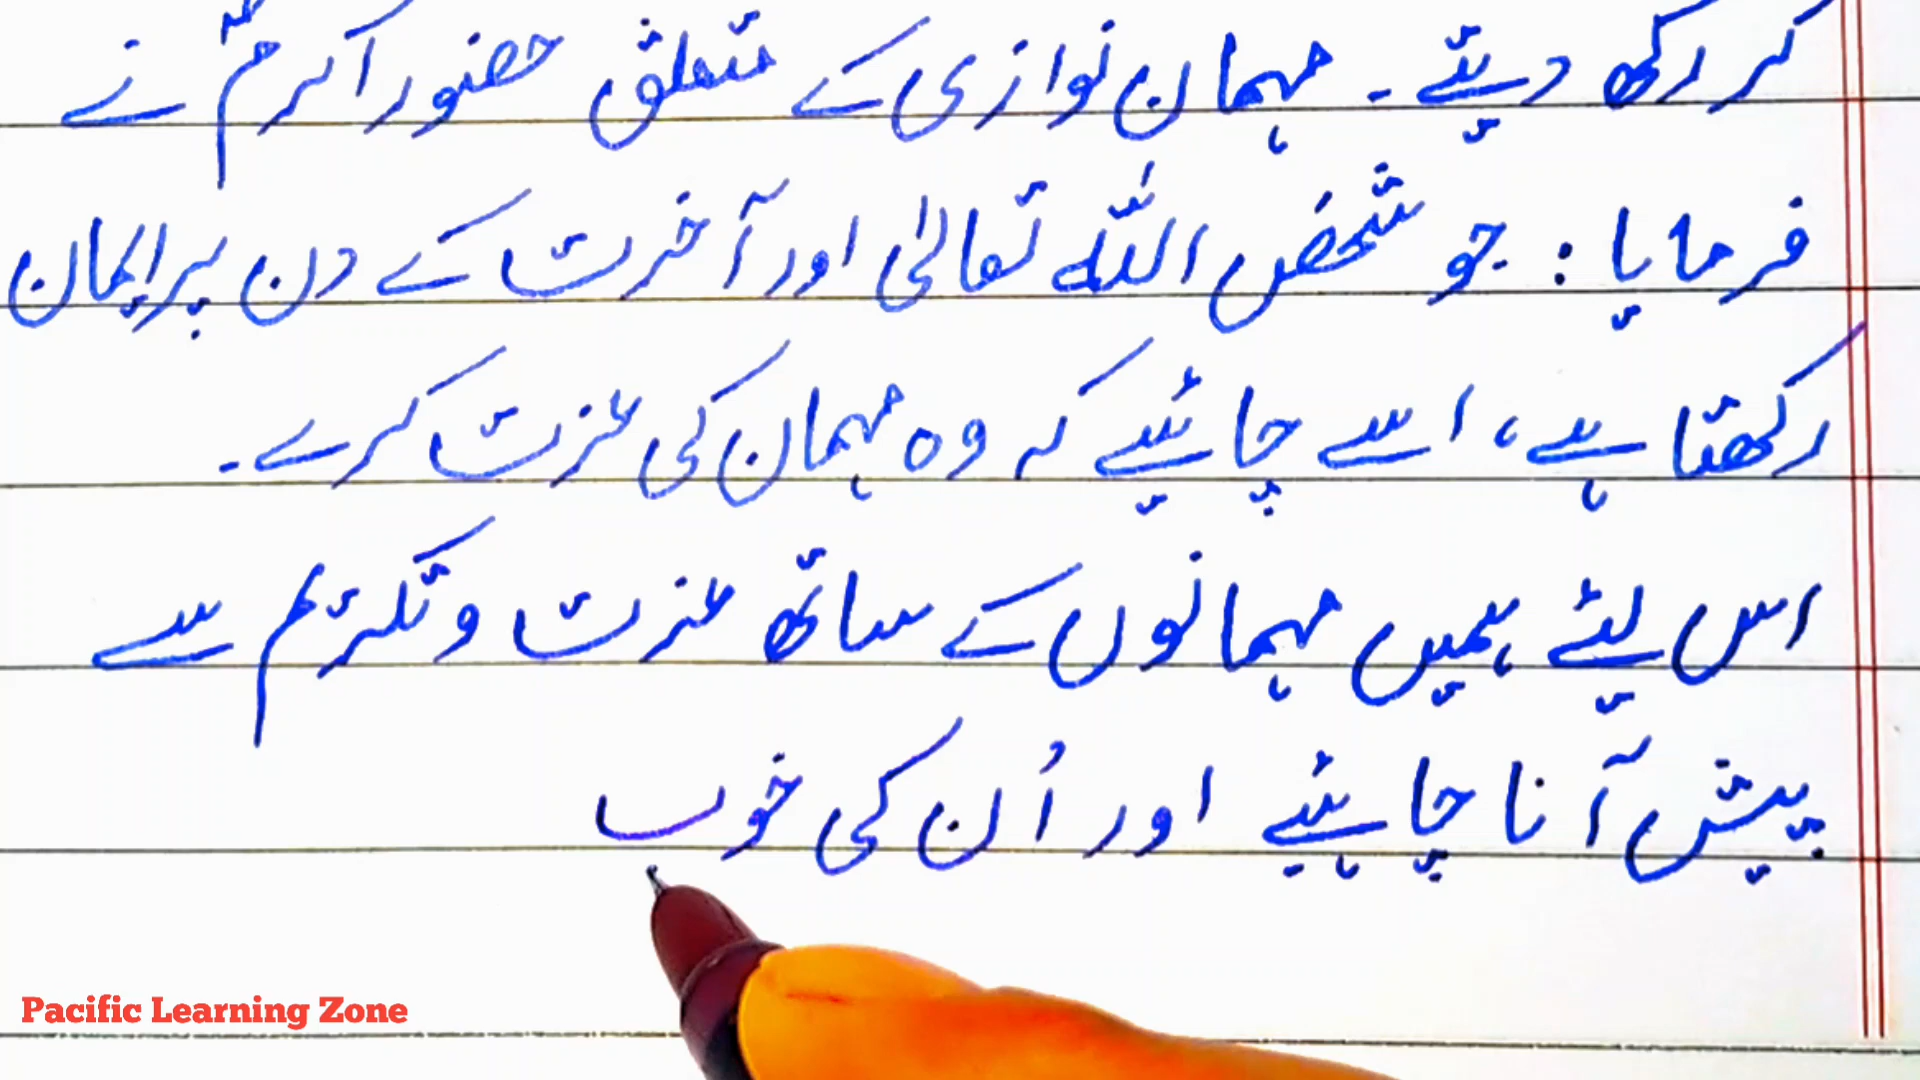 کر رکھ دیتے۔ مہمان نوازی کے متعلق حضور اکرمؐ نے
فرمایا: جو شخص اللہ تعالیٰ اور آخرت کے دن پر ایمان
رکھتا ہے، اسے چاہئیے کہ وہ مہمان کی عزت کرے۔
اس لئیے ہمیں مہمانوں کے ساتھ عزت و تکریم سے
پیش آنا چاہئیے اور اُن کی خوب
Pacific Learning Zone